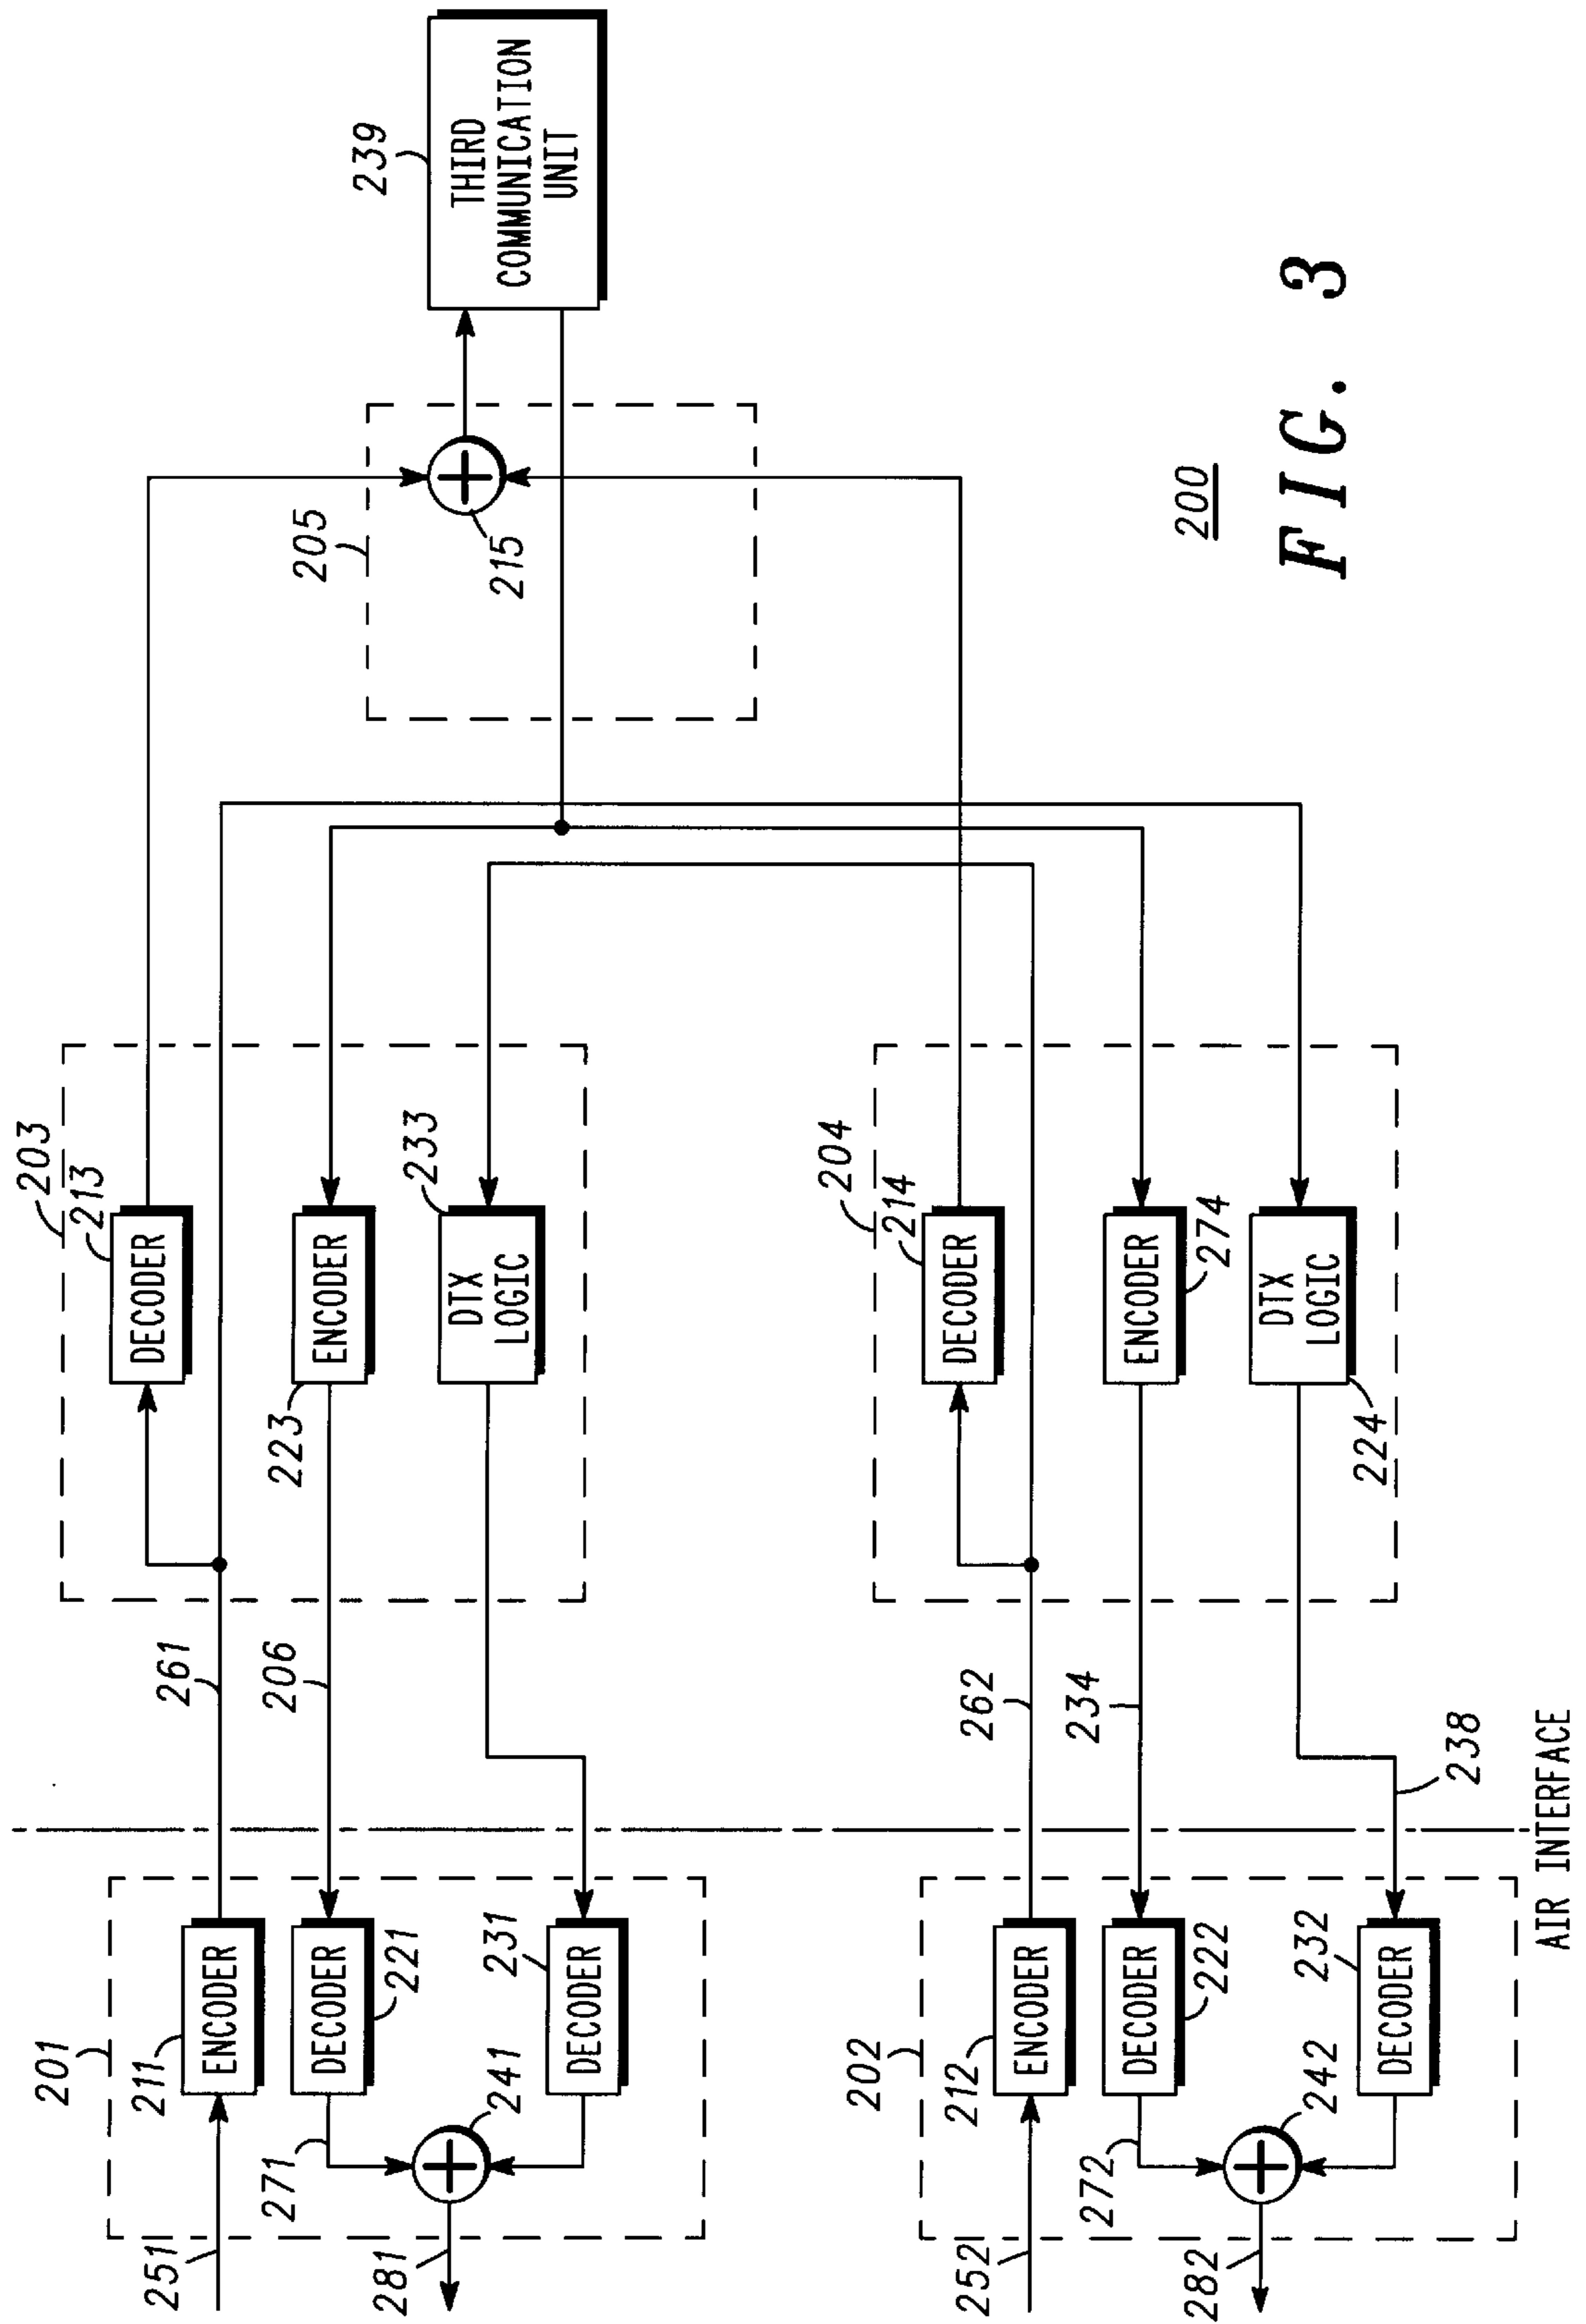 201
251
211
ENCODER
261
271
DECODER
221
206
281
241
DECODER
231
203
213
DECODER
223
ENCODER
DTX
LOGIC
233
205
215
239
THIRD
COMMUNICATION
UNIT
202
252
212
ENCODER
262
272
DECODER
222
234
282
242
DECODER
232
238
204
214
DECODER
ENCODER
274
DTX
LOGIC
224
AIR INTERFACE
200
FIG. 3